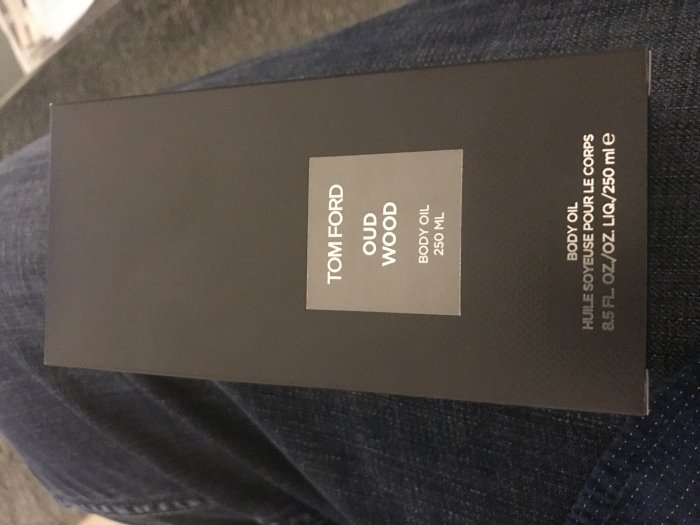 TOM FORD
OUD
WOOD
BODY OIL
250 ML
BODY OIL
HUILE SOYEUSE POUR LE CORPS
8.5 FL. OZ./OZ. LIQ./250 ml e